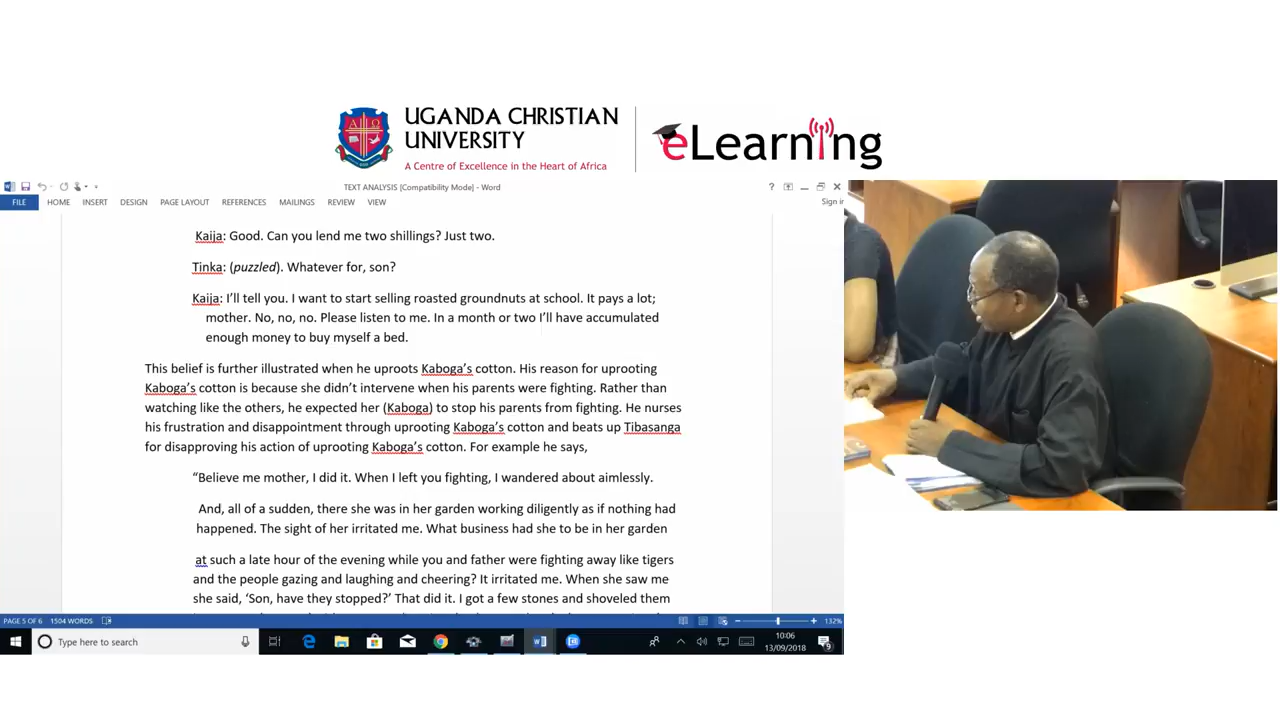 UGANDA CHRISTIAN
UNIVERSITY
A Centre of Excellence in the Heart of Africa
eLearning
TEXT ANALYSIS [Compatibility Mode] - Word
FILE HOME INSERT DESIGN PAGE LAYOUT REFERENCES MAILINGS REVIEW VIEW
Sign in
Kaija: Good. Can you lend me two shillings? Just two.
Tinka: (puzzled). Whatever for, son?
Kaija: I’ll tell you. I want to start selling roasted groundnuts at school. It pays a lot;
mother. No, no, no. Please listen to me. In a month or two I’ll have accumulated
enough money to buy myself a bed.
This belief is further illustrated when he uproots Kaboga’s cotton. His reason for uprooting
Kaboga’s cotton is because she didn’t intervene when his parents were fighting. Rather than
watching like the others, he expected her (Kaboga) to stop his parents from fighting. He nurses
his frustration and disappointment through uprooting Kaboga’s cotton and beats up Tibasanga
for disapproving his action of uprooting Kaboga’s cotton. For example he says,
“Believe me mother, I did it. When I left you fighting, I wandered about aimlessly.
And, all of a sudden, there she was in her garden working diligently as if nothing had
happened. The sight of her irritated me. What business had she to be in her garden
at such a late hour of the evening while you and father were fighting away like tigers
and the people gazing and laughing and cheering? It irritated me. When she saw me
she said, ‘Son, have they stopped?’ That did it. I got a few stones and shoveled them
PAGE 5 OF 6 1504 WORDS
132%
Type here to search
10:06
13/09/2018